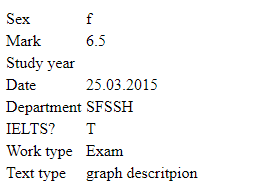 Sex f
Mark 6.5
Study year
Date 25.03.2015
Department SFSSH
IELTS? T
Work type Exam
Text type graph descritpion